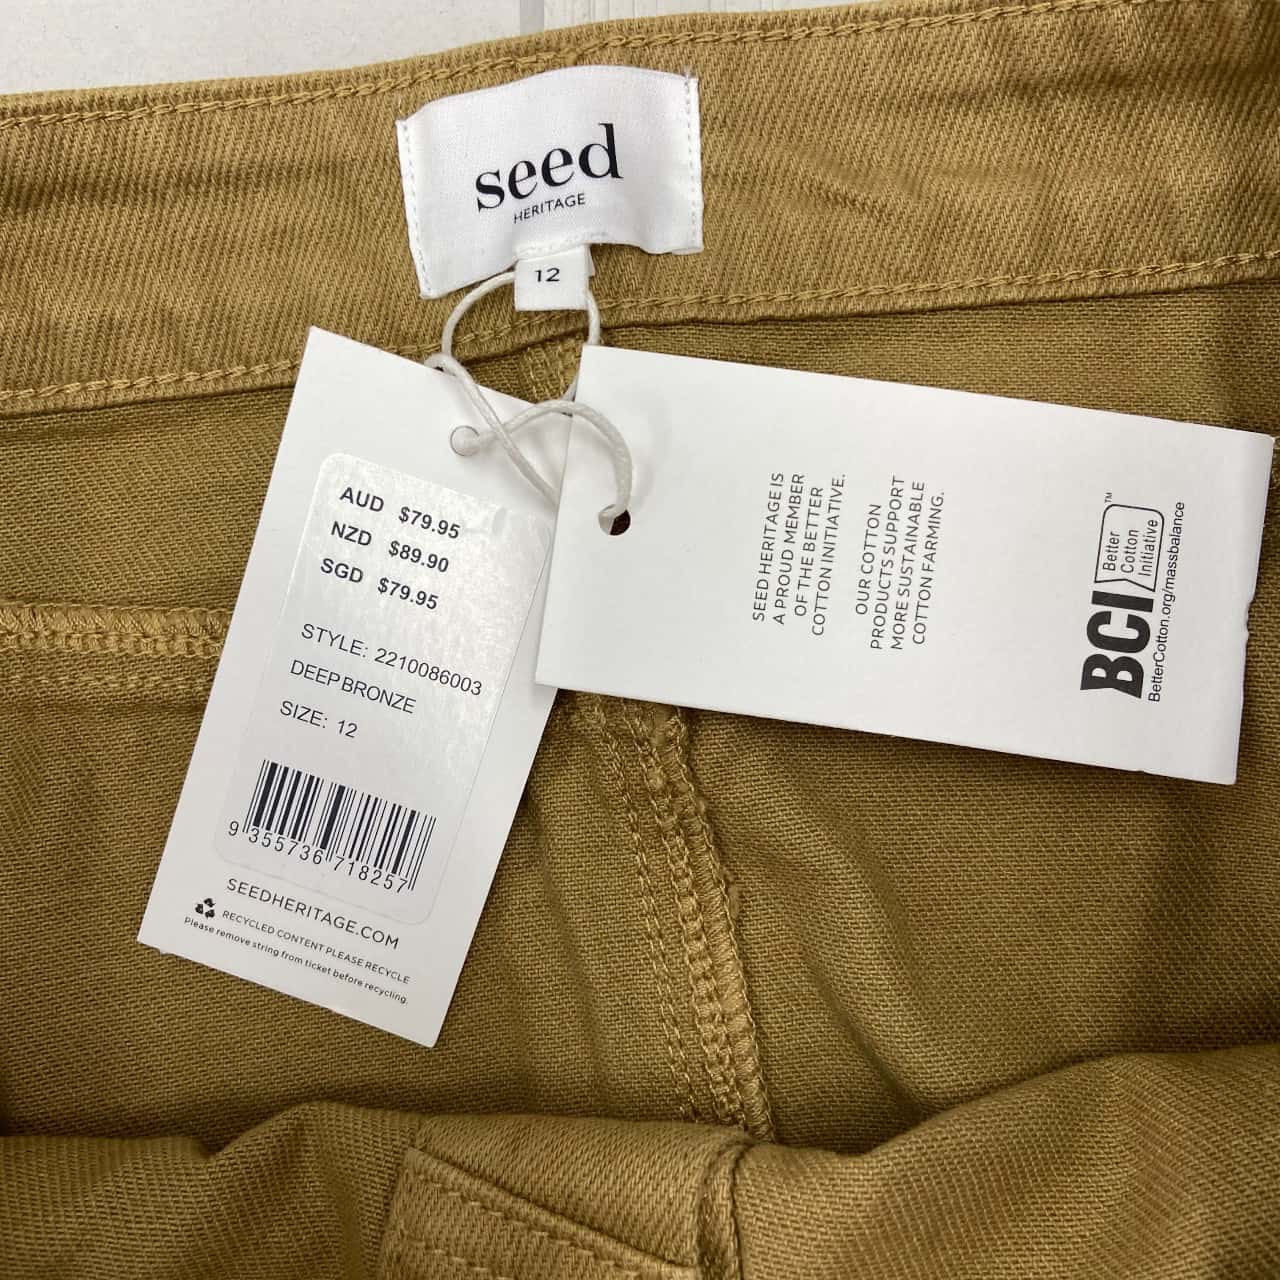 seed
HERITAGE
12
AUD $79.95
NZD $89.90
SGD $79.95
STYLE: 2210086003
DEEP BRONZE
SIZE: 12
9 355736 718257
SEEDHERITAGE.COM
RECYCLED CONTENT PLEASE RECYCLE
Please remove string from ticket before recycling.
SEED HERITAGE IS
A PROUD MEMBER
OF THE BETTER
COTTON INITIATIVE.
OUR COTTON
PRODUCTS SUPPORT
MORE SUSTAINABLE
COTTON FARMING.
BCI
Better
Cotton
Initiative
™
BetterCotton.org/massbalance